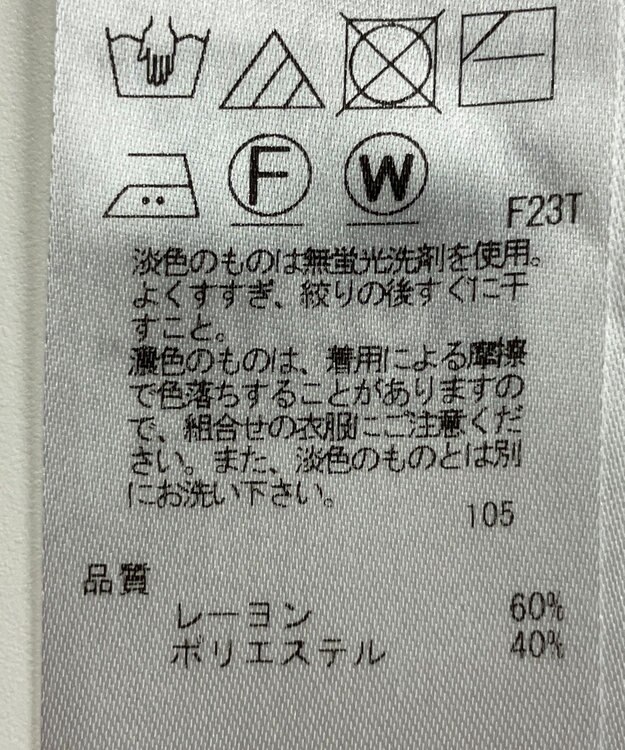 F W
F23T
淡色のものは無蛍光洗剤を使用。
よくすすぎ、絞りの後すぐに干
すこと。
濃色のものは、着用による摩擦
で色落ちすることがありますの
で、組合せの衣服にご注意くだ
さい。また、淡色のものとは別
にお洗い下さい。
105
品質
レーヨン 60%
ポリエステル 40%